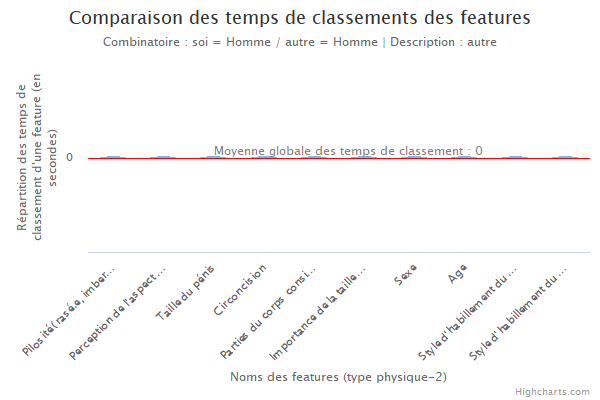 Comparaison des temps de classements des features
Combinatoire : soi = Homme / autre = Homme | Description : autre
Répartition des temps de
classement d'une feature (en
secondes)
0
Moyenne globale des temps de classement : 0
Pilosité(rasée, imber...
Perception de l'aspect...
Taille du pénis
Circoncision
Parties du corps consi...
Importance de la taille...
Sexe
Age
Style d'habillement du ...
Style d'habillement du ...
Noms des features (type physique-2)
Highcharts.com